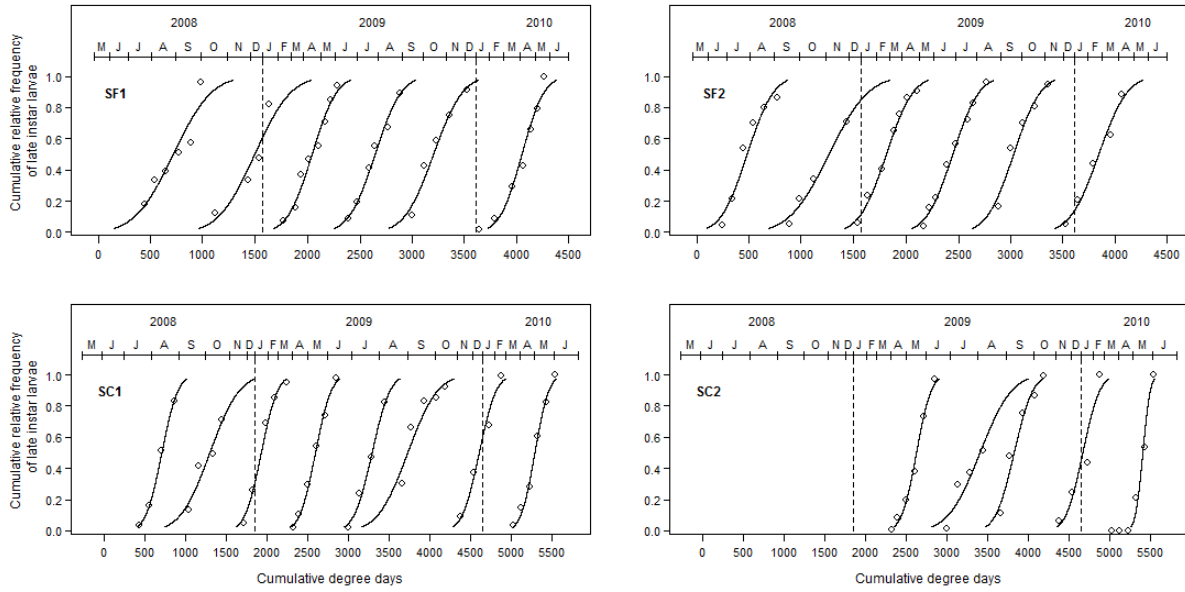 2008 2009 2010
M J J A S O N D J F M A M J J A S O N D J F M A M J
SF1
1.0
0.8
0.6
0.4
0.2
0.0
0 500 1000 1500 2000 2500 3000 3500 4000 4500
Cumulative relative frequency
of late instar larvae
2008 2009 2010
M J J A S O N D J F M A M J J A S O N D J F M A M J
SF2
1.0
0.8
0.6
0.4
0.2
0.0
0 500 1000 1500 2000 2500 3000 3500 4000 4500
2008 2009 2010
M J J A S O N D J F M A M J J A S O N D J F M A M J
SC1
1.0
0.8
0.6
0.4
0.2
0.0
0 500 1000 1500 2000 2500 3000 3500 4000 4500 5000 5500
Cumulative relative frequency
of late instar larvae
Cumulative degree days
2008 2009 2010
M J J A S O N D J F M A M J J A S O N D J F M A M J
SC2
1.0
0.8
0.6
0.4
0.2
0.0
0 500 1000 1500 2000 2500 3000 3500 4000 4500 5000 5500
Cumulative degree days